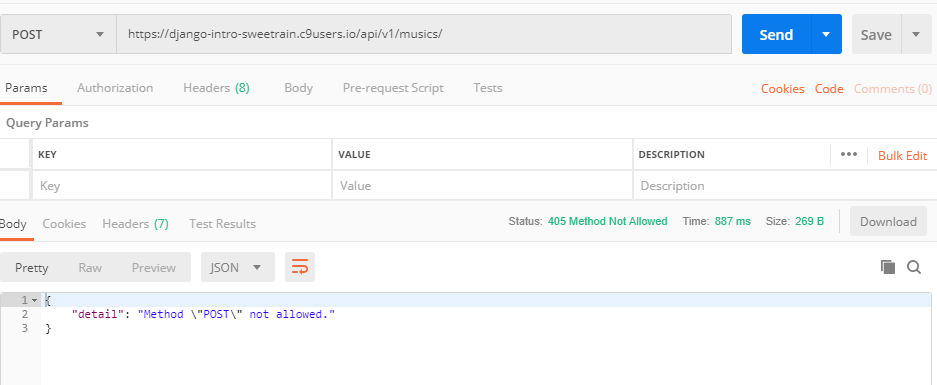 POST https://django-intro-sweetrain.c9users.io/api/v1/musics/ Send Save
Params Authorization Headers (8) Body Pre-request Script Tests Cookies Code Comments (0)
Query Params
KEY VALUE DESCRIPTION ••• Bulk Edit
Key Value Description
Body Cookies Headers (7) Test Results Status: 405 Method Not Allowed Time: 887 ms Size: 269 B Download
Pretty Raw Preview JSON
1 {
2 "detail": "Method \"POST\" not allowed."
3 }